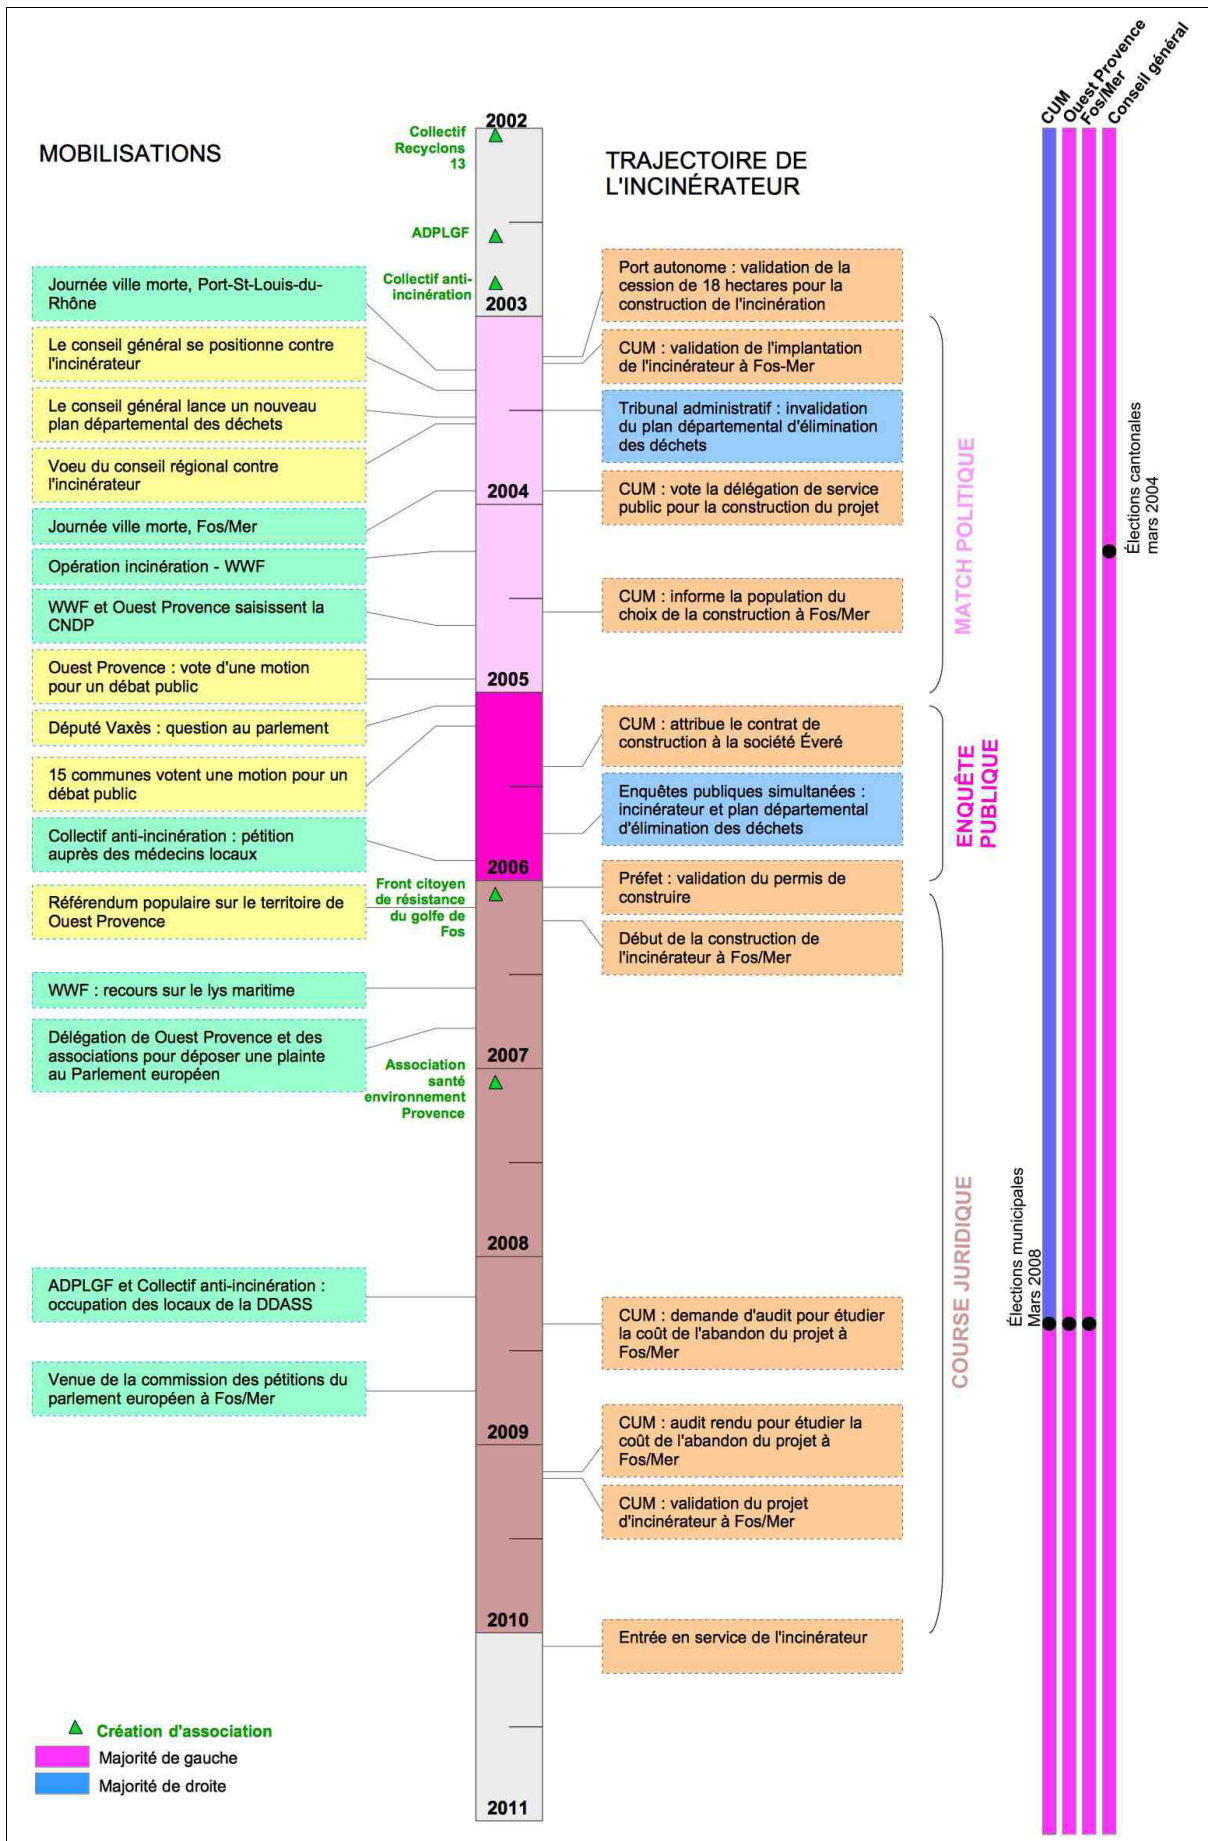 CUM
Ouest Provence
Fos/Mer
Conseil général
MOBILISATIONS
TRAJECTOIRE DE
L'INCINÉRATEUR
2002
Collectif
Recyclons
13
ADPLGF
Collectif anti-
incinération
2003
2004
2005
2006
Front citoyen
de résistance
du golfe de
Fos
2007
Association
santé
environnement
Provence
2008
2009
2010
2011
Journée ville morte, Port-St-Louis-du-
Rhône
Le conseil général se positionne contre
l'incinérateur
Le conseil général lance un nouveau
plan départemental des déchets
Voeu du conseil régional contre
l'incinérateur
Journée ville morte, Fos/Mer
Opération incinération - WWF
WWF et Ouest Provence saisissent la
CNDP
Ouest Provence : vote d'une motion
pour un débat public
Député Vaxès : question au parlement
15 communes votent une motion pour un
débat public
Collectif anti-incinération : pétition
auprès des médecins locaux
Référendum populaire sur le territoire de
Ouest Provence
WWF : recours sur le lys maritime
Délégation de Ouest Provence et des
associations pour déposer une plainte
au Parlement européen
ADPLGF et Collectif anti-incinération :
occupation des locaux de la DDASS
Venue de la commission des pétitions du
parlement européen à Fos/Mer
Port autonome : validation de la
cession de 18 hectares pour la
construction de l'incinération
CUM : validation de l'implantation
de l'incinérateur à Fos-Mer
Tribunal administratif : invalidation
du plan départemental d'élimination
des déchets
CUM : vote la délégation de service
public pour la construction du projet
CUM : informe la population du
choix de la construction à Fos/Mer
CUM : attribue le contrat de
construction à la société Éveré
Enquêtes publiques simultanées :
incinérateur et plan départemental
d'élimination des déchets
Préfet : validation du permis de
construire
Début de la construction de
l'incinérateur à Fos/Mer
CUM : demande d'audit pour étudier
la coût de l'abandon du projet à
Fos/Mer
CUM : audit rendu pour étudier la
coût de l'abandon du projet à
Fos/Mer
CUM : validation du projet
d'incinérateur à Fos/Mer
Entrée en service de l'incinérateur
MATCH POLITIQUE
ENQUÊTE
PUBLIQUE
COURSE JURIDIQUE
Élections cantonales
mars 2004
Élections municipales
Mars 2008
Création d'association
Majorité de gauche
Majorité de droite